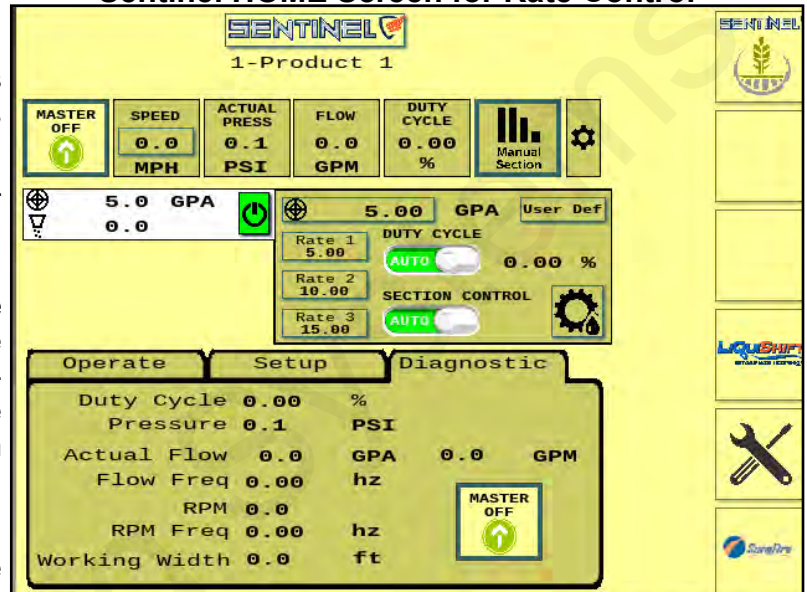 Sentinel HOME Screen for Rate Control
SENTINEL
1-Product 1
MASTER OFF
SPEED
0.0
MPH
ACTUAL PRESS
0.1
PSI
FLOW
0.0
GPM
DUTY CYCLE
0.00
%
Manual Section
5.0 GPA
0.0
5.00 GPA User Def
Rate 1
5.00
Rate 2
10.00
Rate 3
15.00
DUTY CYCLE
AUTO 0.00 %
SECTION CONTROL
AUTO
Operate Setup Diagnostic
Duty Cycle 0.00 %
Pressure 0.1 PSI
Actual Flow 0.0 GPA 0.0 GPM
Flow Freq 0.00 hz
RPM 0.0
RPM Freq 0.00 hz
Working Width 0.0 ft
MASTER OFF
SENTINEL
LIQUISHIFT
SureFire